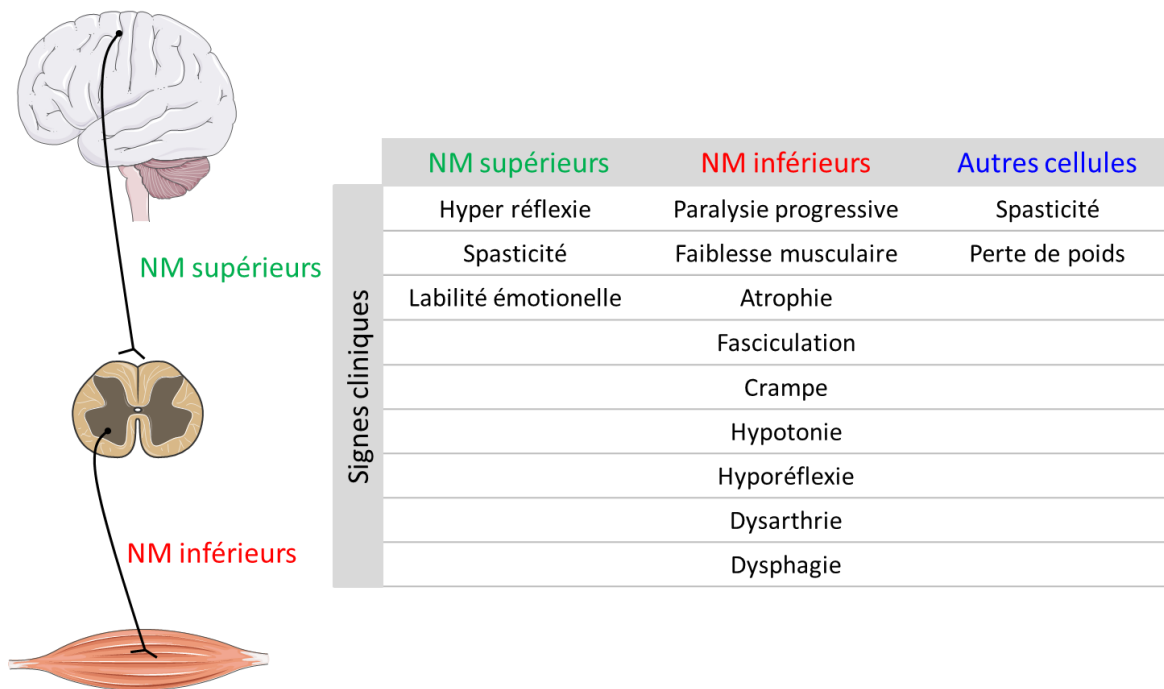 NM supérieurs
NM inférieurs
NM supérieurs NM inférieurs Autres cellules
Signes cliniques
Hyper réflexie Paralysie progressive Spasticité
Spasticité Faiblesse musculaire Perte de poids
Labilité émotionelle Atrophie
Fasciculation
Crampe
Hypotonie
Hyporéflexie
Dysarthrie
Dysphagie